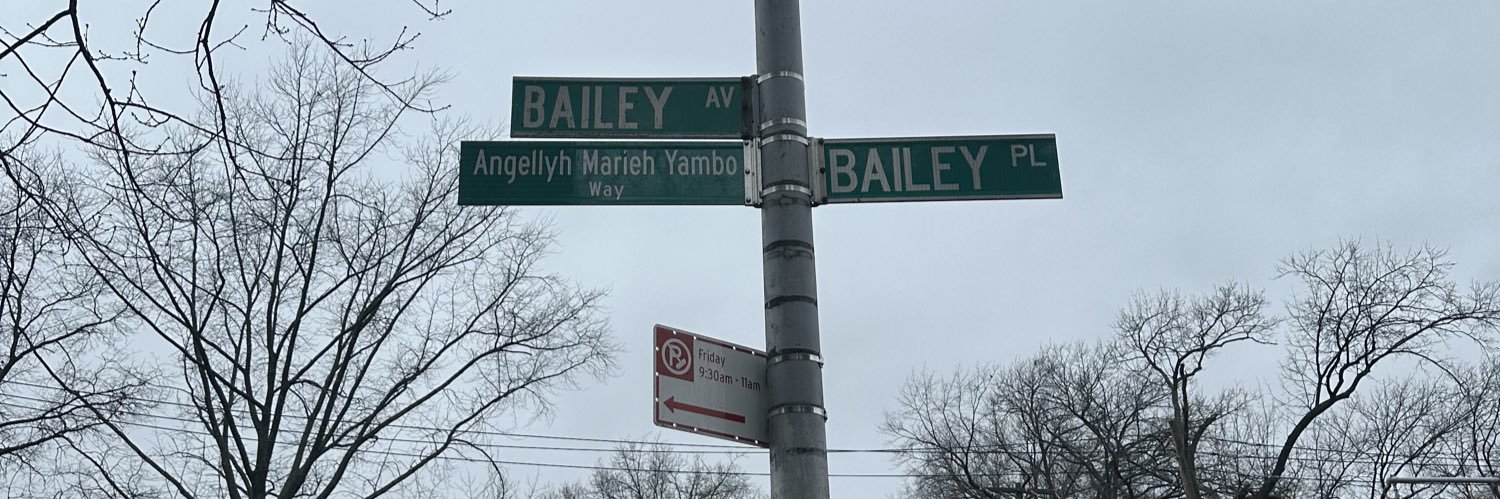 BAILEY AV
Angellyh Marieh Yambo
Way
BAILEY PL
P
Friday
9:30am - 11am